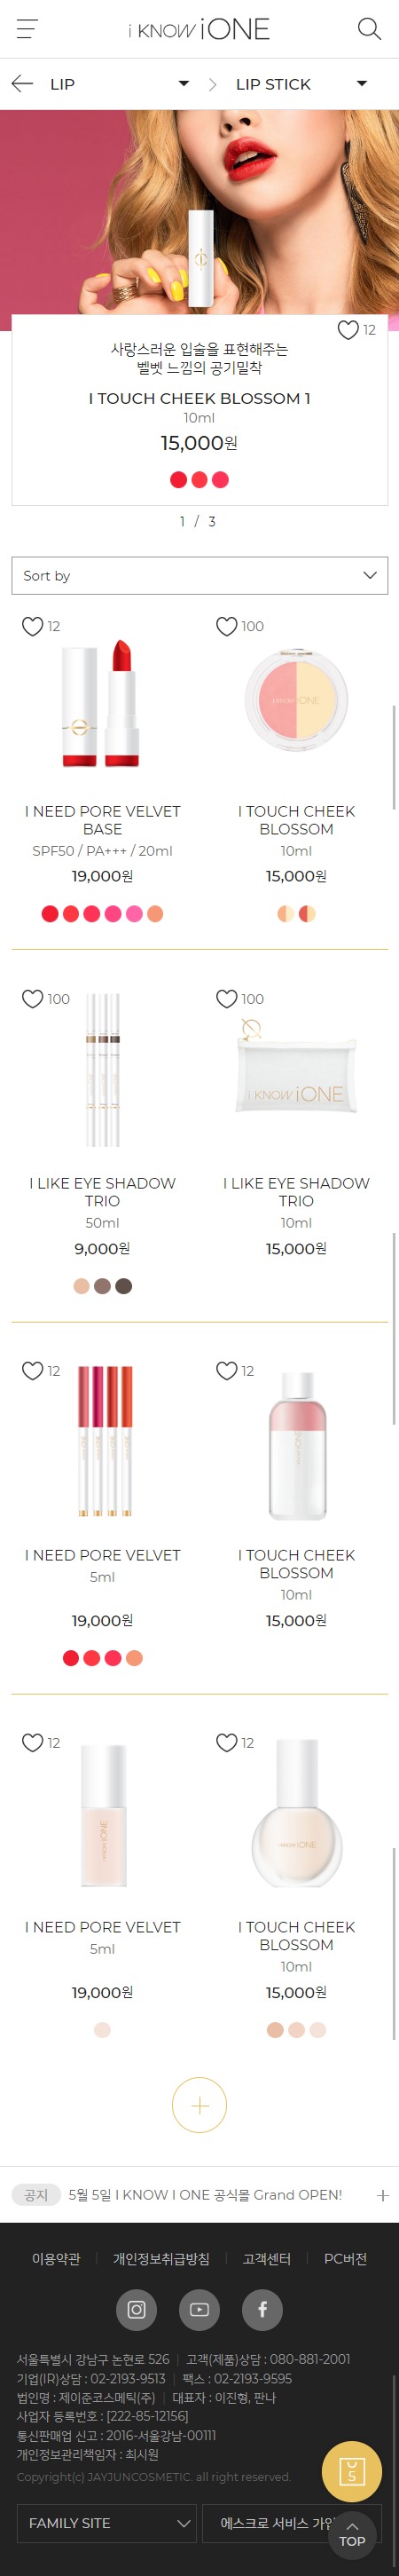 i KNOW iONE
LIP
LIP STICK
12
사랑스러운 입술을 표현해주는
벨벳 느낌의 공기밀착
I TOUCH CHEEK BLOSSOM 1
10ml
15,000원
1 / 3
Sort by
12
100
I NEED PORE VELVET
BASE
SPF50 / PA+++ / 20ml
19,000원
I TOUCH CHEEK
BLOSSOM
10ml
15,000원
100
100
i KNOW iONE
I LIKE EYE SHADOW
TRIO
50ml
9,000원
I LIKE EYE SHADOW
TRIO
10ml
15,000원
12
12
I NEED PORE VELVET
5ml
19,000원
I TOUCH CHEEK
BLOSSOM
10ml
15,000원
12
12
I NEED PORE VELVET
5ml
19,000원
I TOUCH CHEEK
BLOSSOM
10ml
15,000원
공지 5월 5일 I KNOW I ONE 공식몰 Grand OPEN!
이용약관 | 개인정보취급방침 | 고객센터 | PC버전
서울특별시 강남구 논현로 526 | 고객(제품)상담 : 080-881-2001
기업(IR)상담 : 02-2193-9513 | 팩스 : 02-2193-9595
법인명 : 제이준코스메틱(주) | 대표자 : 이진형, 판나
사업자 등록번호 : [222-85-12156]
통신판매업 신고 : 2016-서울강남-00111
개인정보관리책임자 : 최시원
Copyright(c) JAYJUNCOSMETIC. all right reserved.
5
FAMILY SITE
에스크로 서비스 가입
TOP